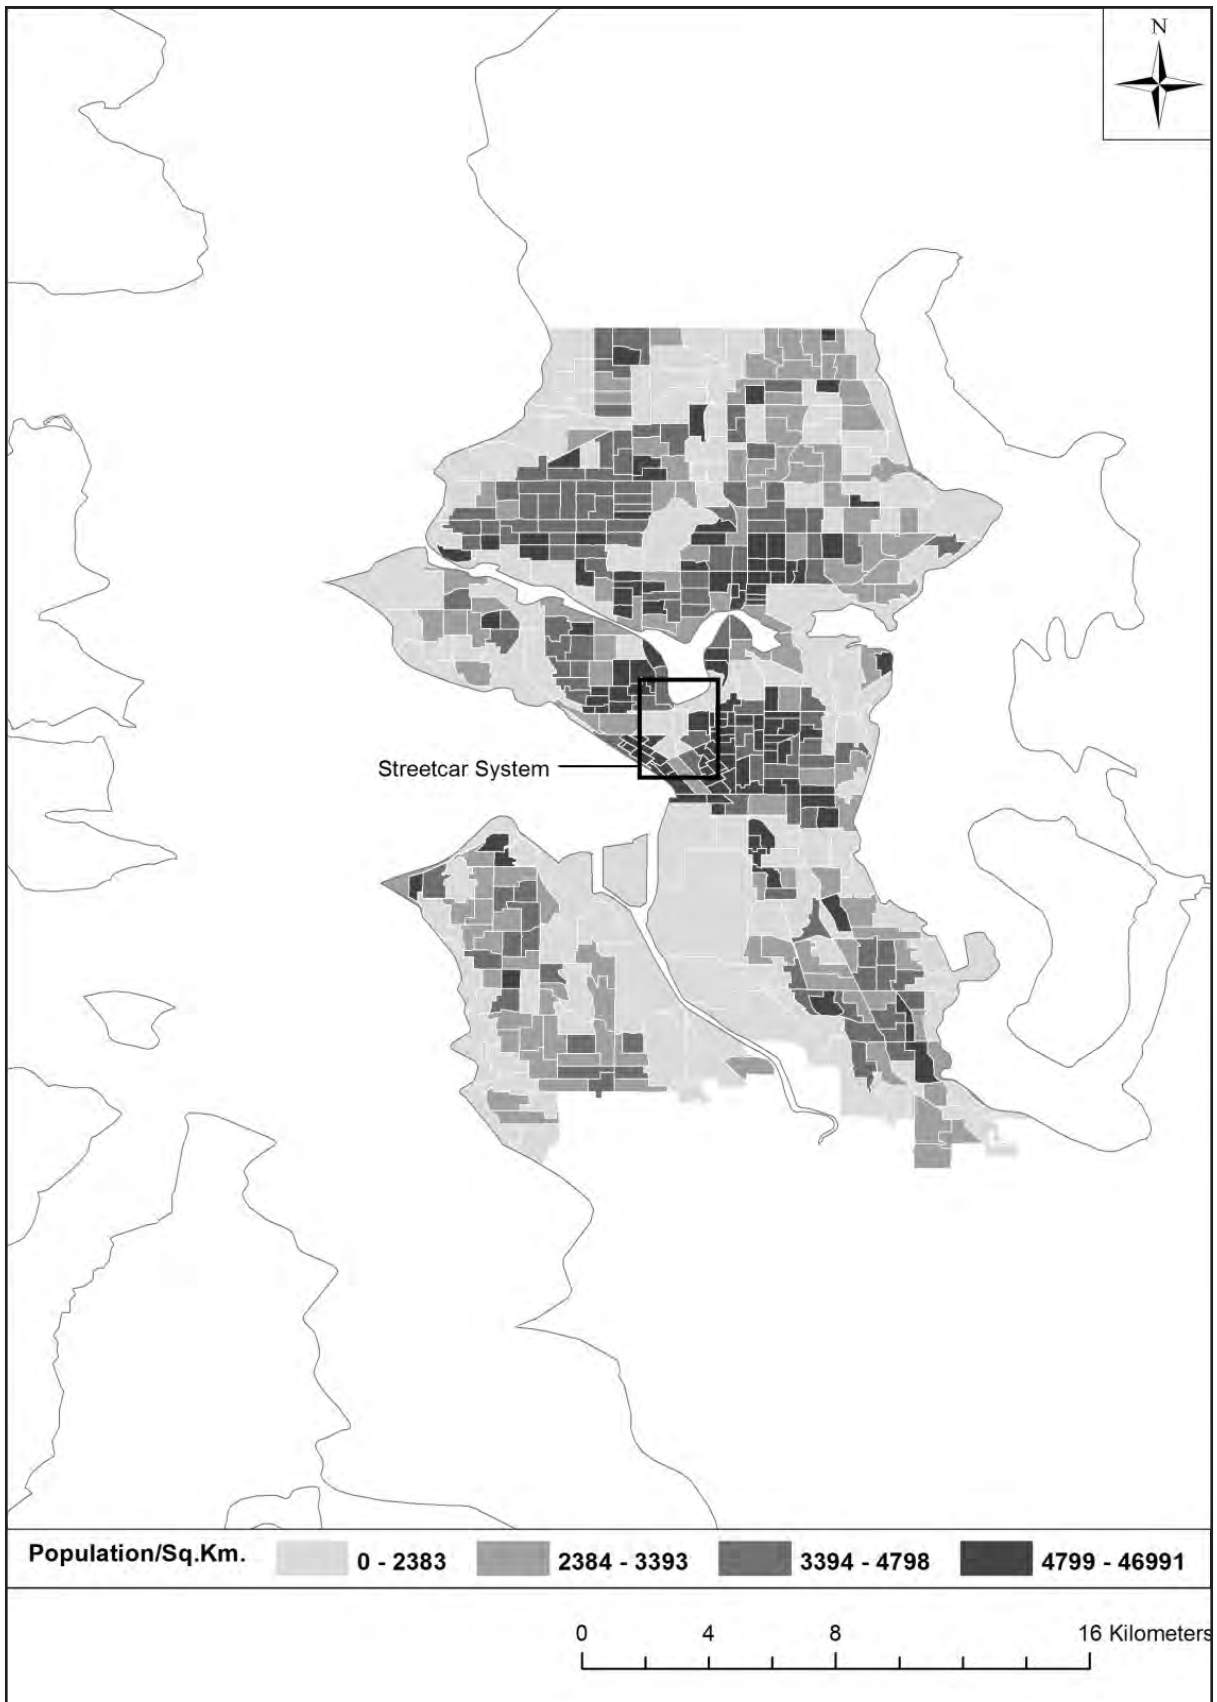 N
Streetcar System
Population/Sq.Km. 0 - 2383 2384 - 3393 3394 - 4798 4799 - 46991
0 4 8 16 Kilometers